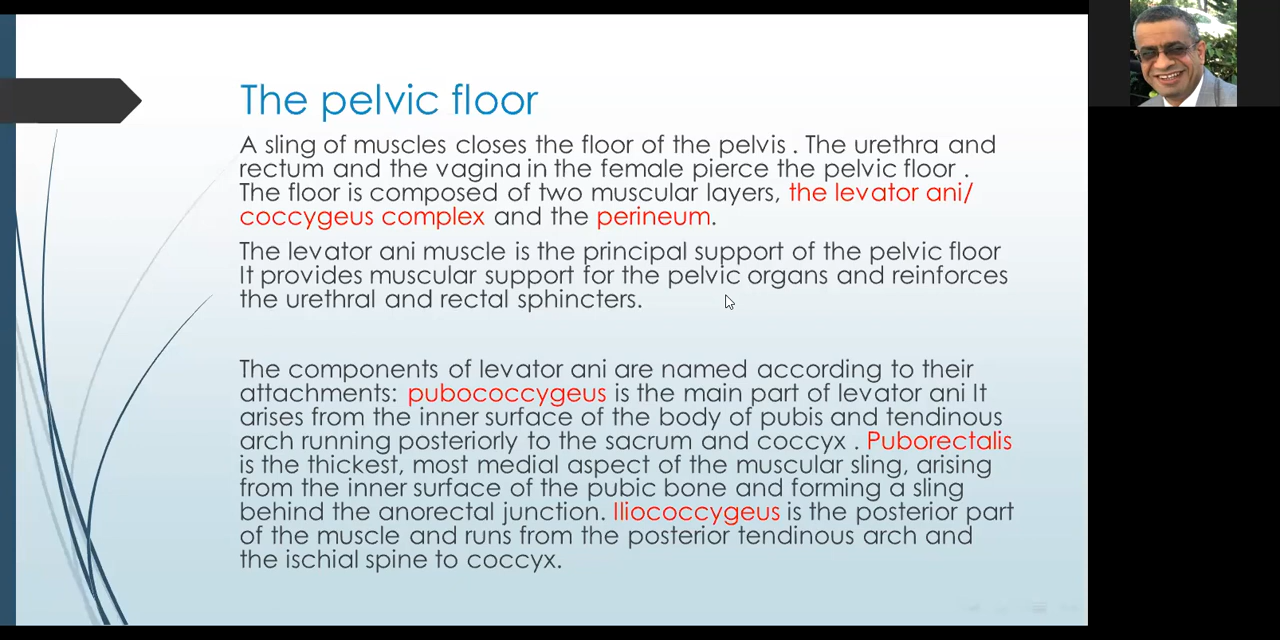 The pelvic floor
A sling of muscles closes the floor of the pelvis . The urethra and
rectum and the vagina in the female pierce the pelvic floor .
The floor is composed of two muscular layers, the levator ani/
coccygeus complex and the perineum.
The levator ani muscle is the principal support of the pelvic floor
It provides muscular support for the pelvic organs and reinforces
the urethral and rectal sphincters.
The components of levator ani are named according to their
attachments: pubococcygeus is the main part of levator ani It
arises from the inner surface of the body of pubis and tendinous
arch running posteriorly to the sacrum and coccyx . Puborectalis
is the thickest, most medial aspect of the muscular sling, arising
from the inner surface of the pubic bone and forming a sling
behind the anorectal junction. Iliococcygeus is the posterior part
of the muscle and runs from the posterior tendinous arch and
the ischial spine to coccyx.